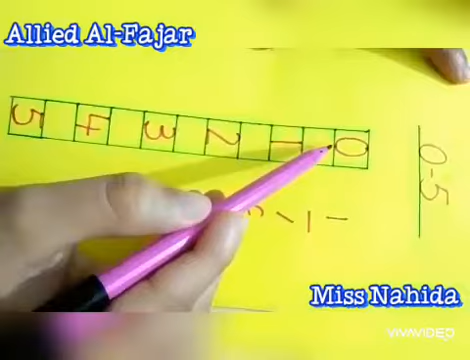 Allied Al-Fajar
0-5
0 1 2 3 4 5
Miss Nahida
VIVAVIDEO